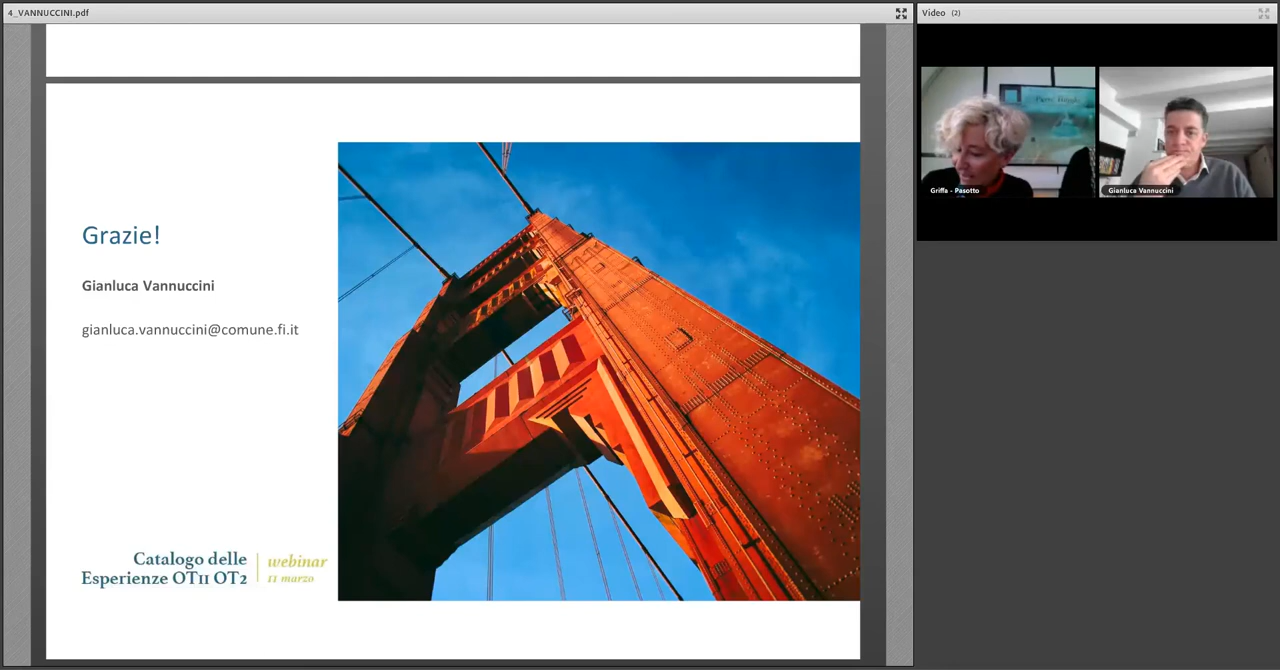 4_VANNUCCINI.pdf
Video (2)
Griffa - Pasotto
Gianluca Vannuccini
Grazie!
Gianluca Vannuccini
gianluca.vannuccini@comune.fi.it
Catalogo delle
Esperienze OT11 OT2
webinar
11 marzo